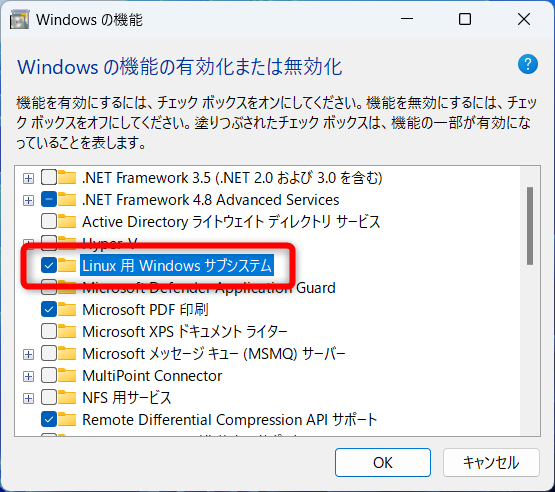 Windows の機能
Windows の機能の有効化または無効化
機能を有効にするには、チェック ボックスをオンにしてください。機能を無効にするには、チェッ
ク ボックスをオフにしてください。塗りつぶされたチェック ボックスは、機能の一部が有効になっ
ていることを表します。
.NET Framework 3.5 (.NET 2.0 および 3.0 を含む)
.NET Framework 4.8 Advanced Services
Active Directory ライトウェイト ディレクトリ サービス
Hyper-V
Linux 用 Windows サブシステム
Microsoft Defender Application Guard
Microsoft PDF 印刷
Microsoft XPS ドキュメント ライター
Microsoft メッセージ キュー (MSMQ) サーバー
MultiPoint Connector
NFS 用サービス
Remote Differential Compression API サポート
OK
キャンセル